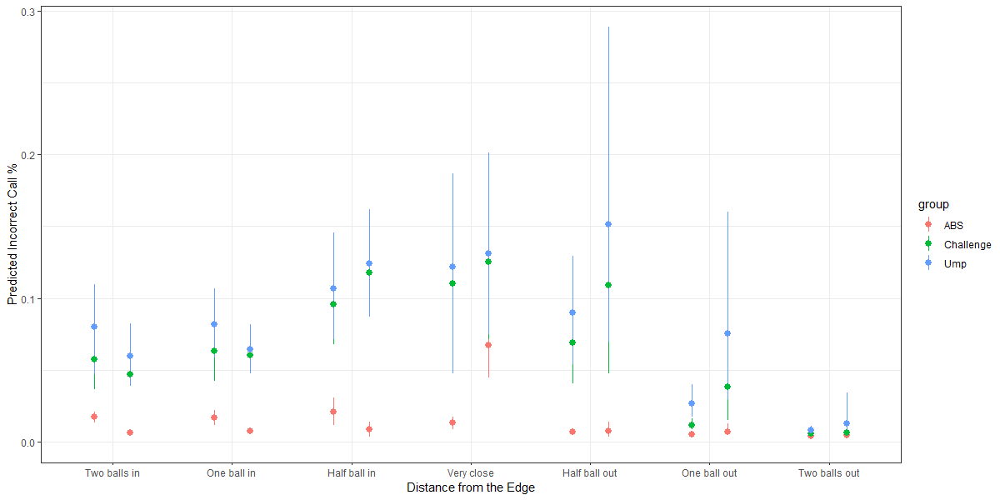 Predicted Incorrect Call %
0.3
0.2
0.1
0.0
Two balls in
One ball in
Half ball in
Very close
Half ball out
One ball out
Two balls out
Distance from the Edge
group
ABS
Challenge
Ump